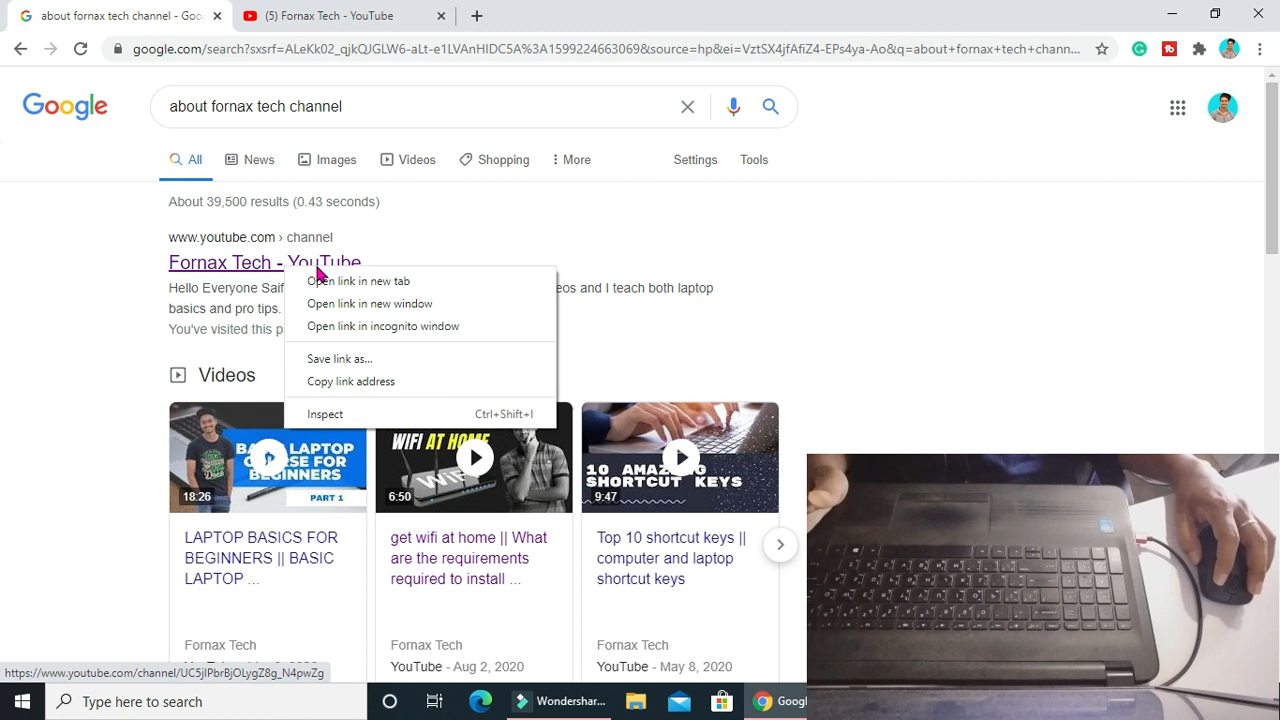 about fornax tech channel - Goo
(5) Fornax Tech - YouTube
google.com/search?sxsrf=ALeKk02_qjkQJGLW6-aLt-e1LVAnHIDC5A%3A1599224663069&source=hp&ei=VztSX4jfAfiZ4-EPs4ya-Ao&q=about+fornax+tech+chann...
Google
about fornax tech channel
All
News
Images
Videos
Shopping
More
Settings
Tools
About 39,500 results (0.43 seconds)
www.youtube.com › channel
Fornax Tech - YouTube
Hello Everyone Saif
eos and I teach both laptop
basics and pro tips.
You've visited this p
Open link in new tab
Open link in new window
Open link in incognito window
Save link as...
Copy link address
Inspect
Ctrl+Shift+I
Videos
COURSE FOR
BEGINNERS
PART 1
18:26
WIFI AT HOME
WIFI
6:50
10 AMAZING
SHORTCUT KEYS
9:47
LAPTOP BASICS FOR
BEGINNERS || BASIC
LAPTOP ...
get wifi at home || What
are the requirements
required to install ...
Top 10 shortcut keys ||
computer and laptop
shortcut keys
Fornax Tech
Fornax Tech
YouTube - Aug 2, 2020
Fornax Tech
YouTube - May 8, 2020
https://www.youtube.com/channel/UC5jIPbrBjOLygZ8g_N4pwZg
Type here to search
Wondershar...
Googl